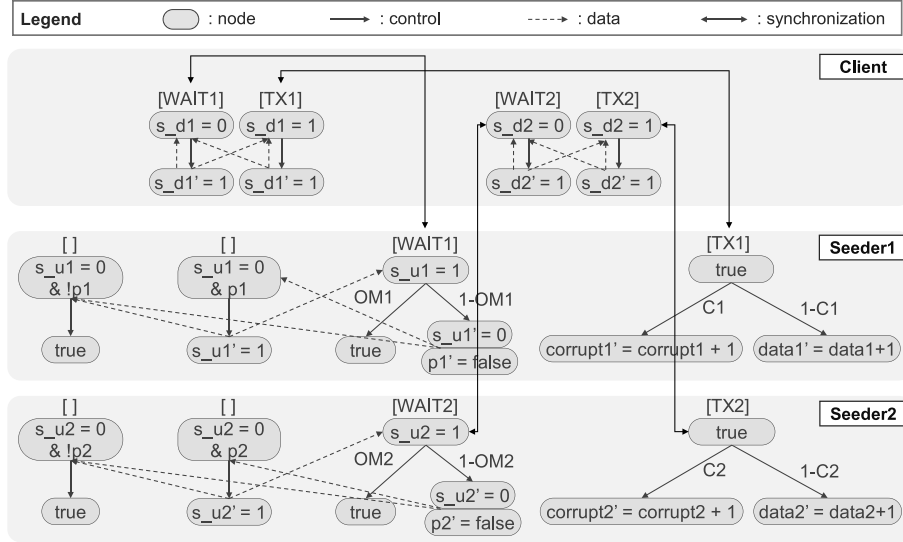 Legend : node : control : data : synchronization
Client
[WAIT1] [TX1] [WAIT2] [TX2]
s_d1 = 0 s_d1 = 1 s_d2 = 0 s_d2 = 1
s_d1' = 1 s_d1' = 1 s_d2' = 1 s_d2' = 1
Seeder1
[ ] [ ] [WAIT1] [TX1]
s_u1 = 0
& !p1
s_u1 = 0
& p1
s_u1 = 1
true
OM1 1-OM1 C1 1-C1
true
s_u1' = 1
true
s_u1' = 0
p1' = false
corrupt1' = corrupt1 + 1
data1' = data1+1
Seeder2
[ ] [ ] [WAIT2] [TX2]
s_u2 = 0
& !p2
s_u2 = 0
& p2
s_u2 = 1
true
OM2 1-OM2 C2 1-C2
true
s_u2' = 1
true
s_u2' = 0
p2' = false
corrupt2' = corrupt2 + 1
data2' = data2+1